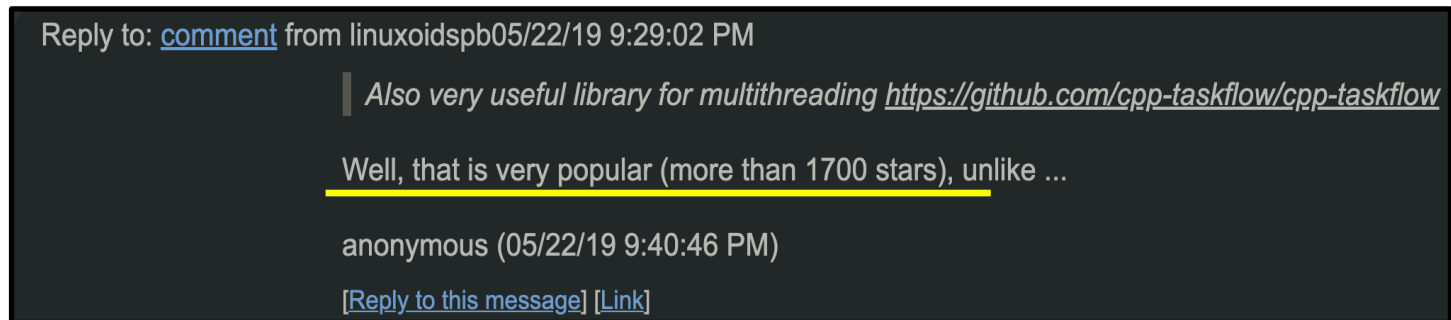 Reply to: comment from linuxoidspb05/22/19 9:29:02 PM
Also very useful library for multithreading https://github.com/cpp-taskflow/cpp-taskflow
Well, that is very popular (more than 1700 stars), unlike ...
anonymous (05/22/19 9:40:46 PM)
[Reply to this message] [Link]